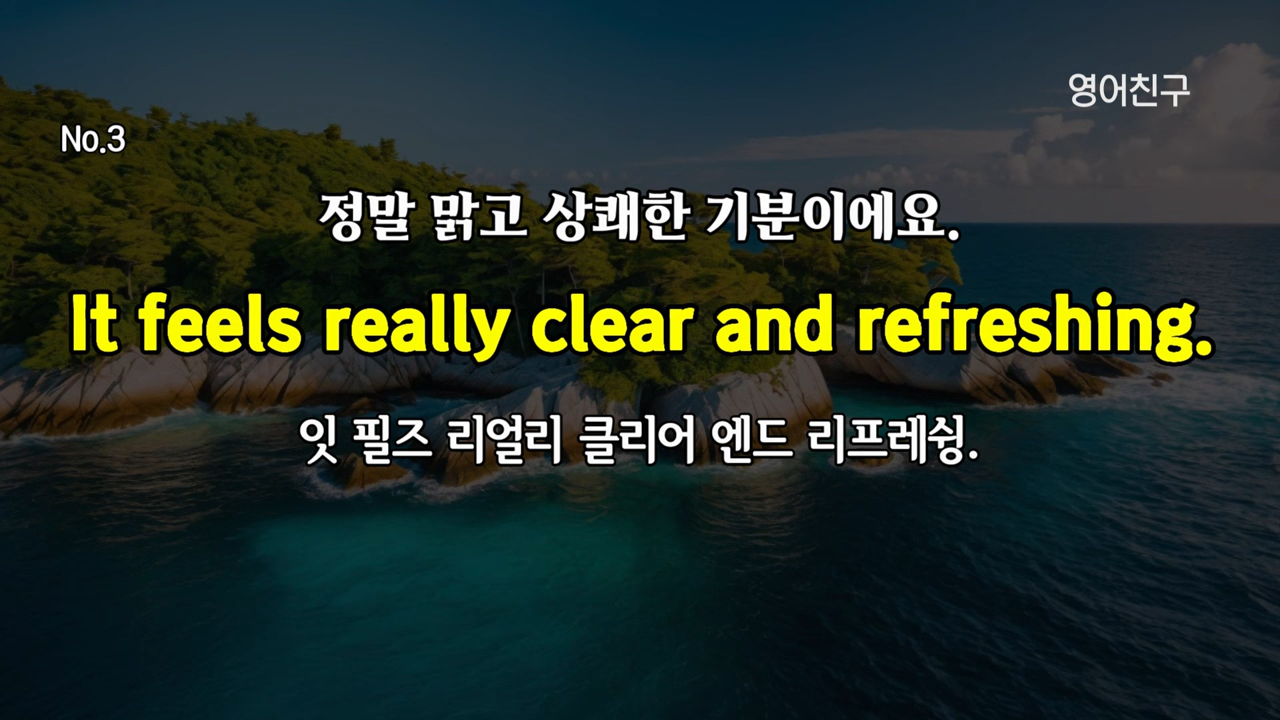 영어친구
No.3
정말 맑고 상쾌한 기분이에요.
It feels really clear and refreshing.
잇 필즈 리얼리 클리어 엔드 리프레슁.